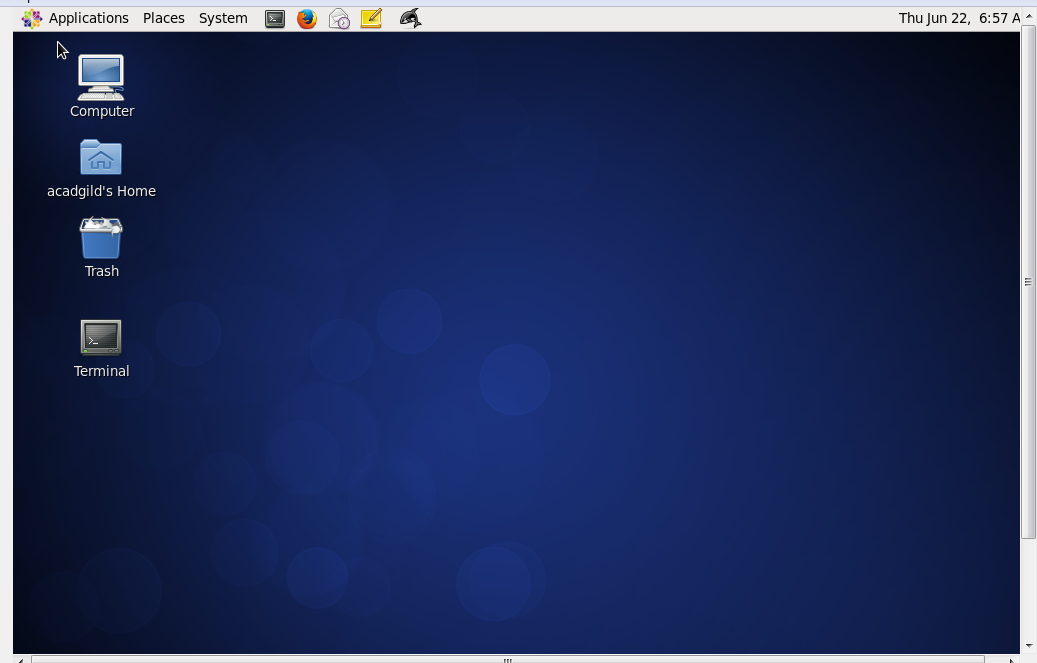 Applications Places System Thu Jun 22, 6:57 A
Computer
acadgild's Home
Trash
Terminal